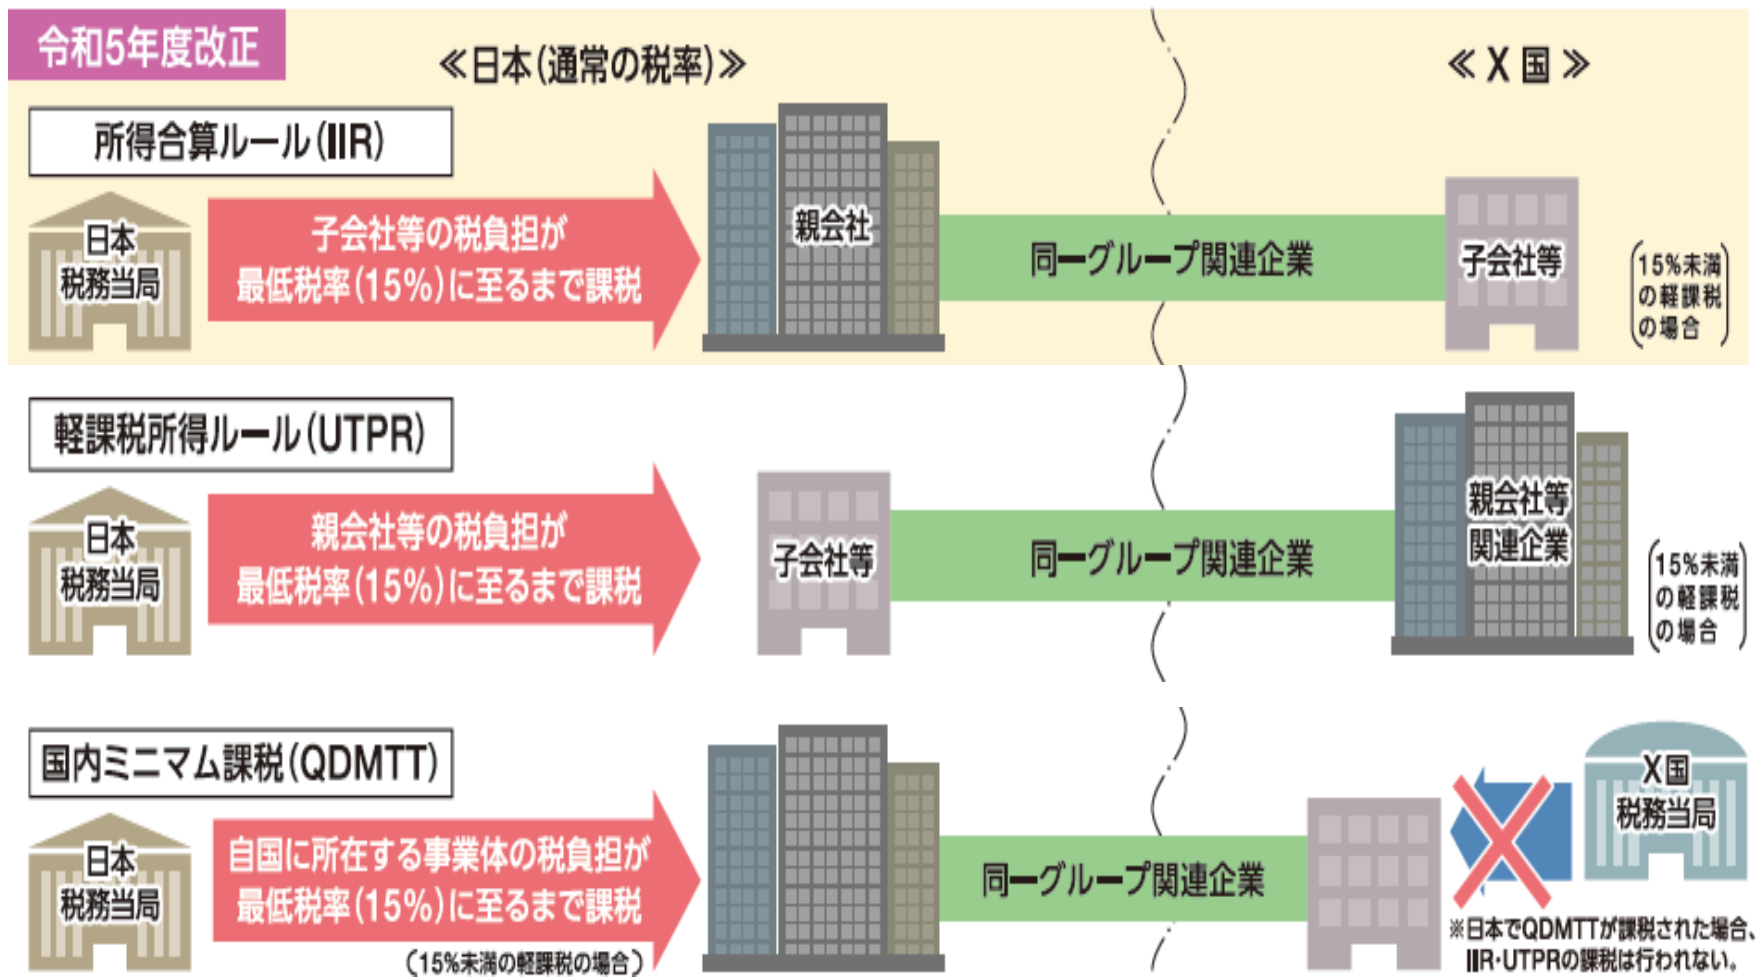 令和5年度改正
≪日本(通常の税率)≫
≪X国≫
所得合算ルール(IIR)
日本
税務当局
子会社等の税負担が
最低税率(15%)に至るまで課税
親会社
同一グループ関連企業
子会社等
(15%未満
の軽課税
の場合)
軽課税所得ルール(UTPR)
日本
税務当局
親会社等の税負担が
最低税率(15%)に至るまで課税
子会社等
同一グループ関連企業
親会社等
関連企業
(15%未満
の軽課税
の場合)
国内ミニマム課税(QDMTT)
日本
税務当局
自国に所在する事業体の税負担が
最低税率(15%)に至るまで課税
(15%未満の軽課税の場合)
同一グループ関連企業
X国
税務当局
※日本でQDMTTが課税された場合、
IIR・UTPRの課税は行われない。